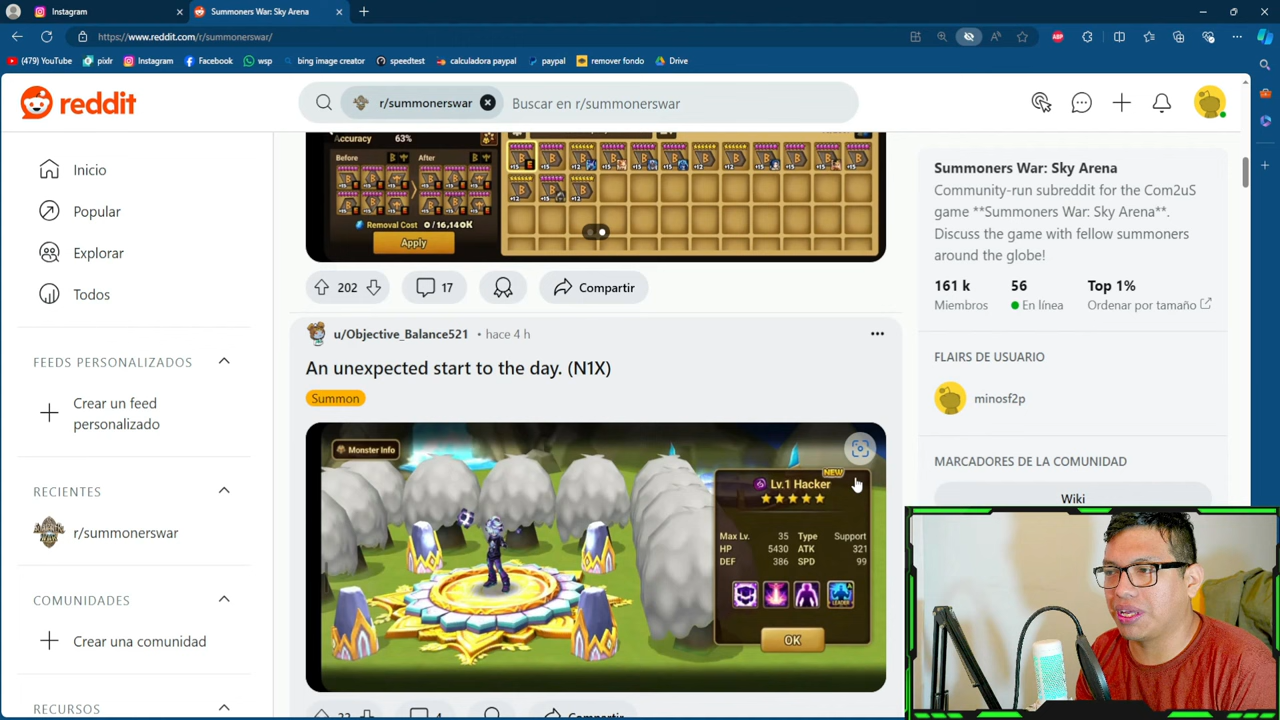 Instagram
Summoners War: Sky Arena
https://www.reddit.com/r/summonerswar/
(479) YouTube
pixlr
Instagram
Facebook
wsp
bing image creator
speedtest
calculadora paypal
paypal
remover fondo
Drive
reddit
r/summonerswar
Buscar en r/summonerswar
Inicio
Popular
Explorar
Todos
FEEDS PERSONALIZADOS
Crear un feed
personalizado
RECIENTES
r/summonerswar
COMUNIDADES
Crear una comunidad
RECURSOS
Accuracy 63%
Before
After
Removal Cost 0/16,140K
Apply
202
17
Compartir
u/Objective_Balance521 • hace 4 h
An unexpected start to the day. (N1X)
Summon
Monster Info
NEW
Lv.1 Hacker
Max Lv. 35 Type Support
HP 5430 ATK 321
DEF 386 SPD 99
LEADER
OK
Summoners War: Sky Arena
Community-run subreddit for the Com2uS
game **Summoners War: Sky Arena**.
Discuss the game with fellow summoners
around the globe!
161 k 56 Top 1%
Miembros En línea Ordenar por tamaño
FLAIRS DE USUARIO
minosf2p
MARCADORES DE LA COMUNIDAD
Wiki